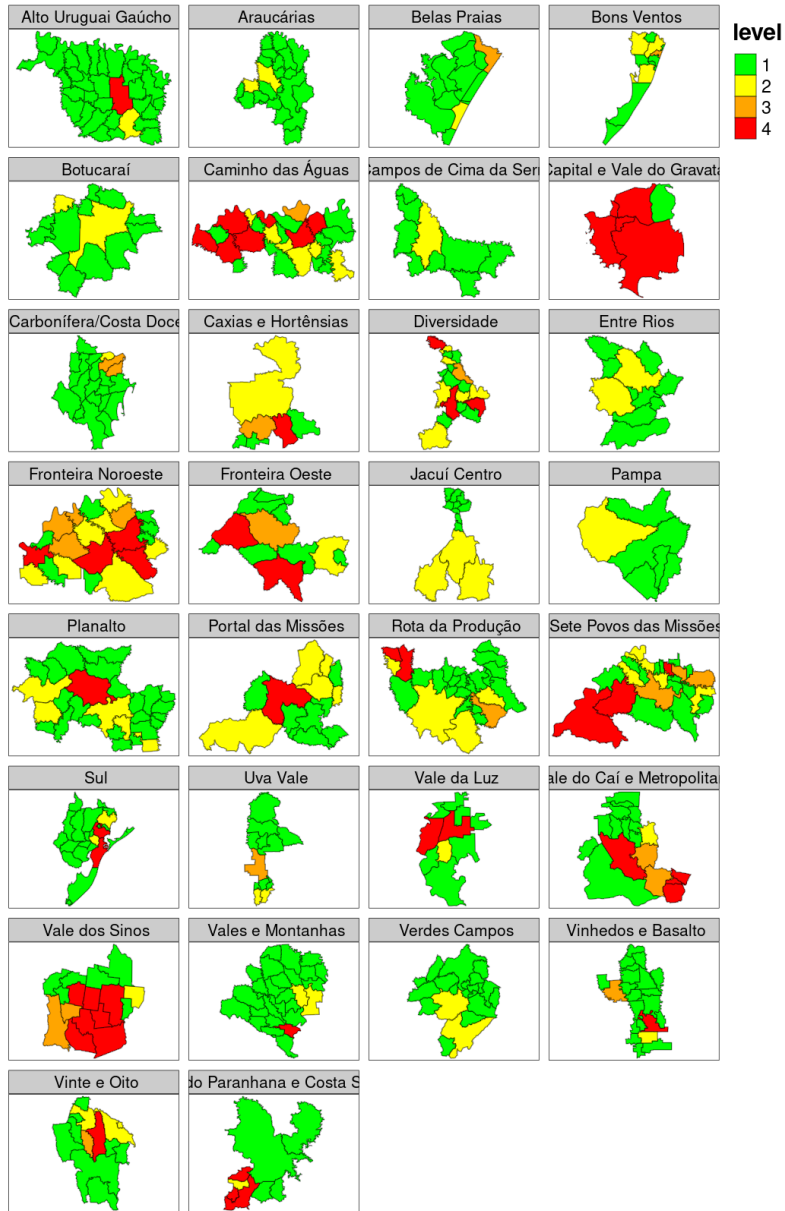 Alto Uruguai Gaúcho
Araucárias
Belas Praias
Bons Ventos
level
1
2
3
4
Botucaraí
Caminho das Águas
Campos de Cima da Serr
Capital e Vale do Gravata
Carbonífera/Costa Doce
Caxias e Hortênsias
Diversidade
Entre Rios
Fronteira Noroeste
Fronteira Oeste
Jacuí Centro
Pampa
Planalto
Portal das Missões
Rota da Produção
Sete Povos das Missões
Sul
Uva Vale
Vale da Luz
ale do Caí e Metropolita
Vale dos Sinos
Vales e Montanhas
Verdes Campos
Vinhedos e Basalto
Vinte e Oito
do Paranhana e Costa S